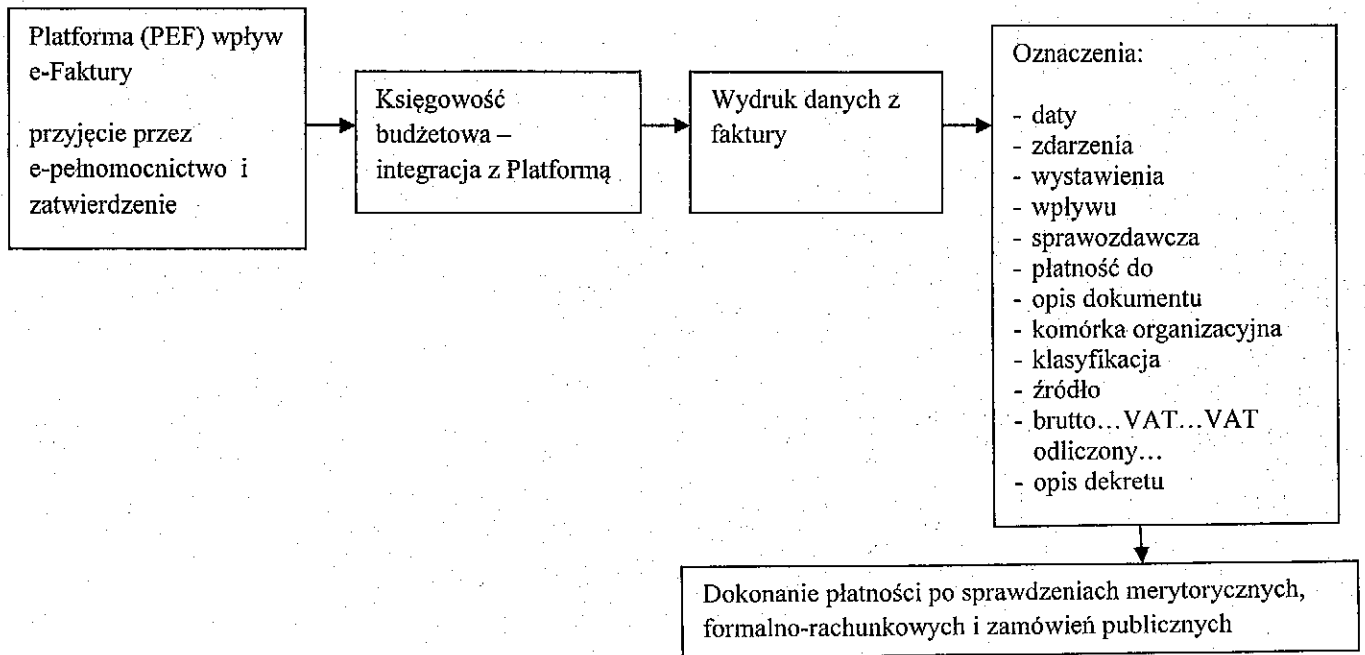 Platforma (PEF) wpływ
e-Faktury
przyjęcie przez
e-pełnomocnictwo i
zatwierdzenie
Księgowość
budżetowa –
integracja z Platformą
Wydruk danych z
faktury
Oznaczenia:
- daty
- zdarzenia
- wystawienia
- wpływu
- sprawozdawcza
- płatność do
- opis dokumentu
- komórka organizacyjna
- klasyfikacja
- źródło
- brutto…VAT…VAT
odliczony…
- opis dekretu
Dokonanie płatności po sprawdzeniach merytorycznych,
formalno-rachunkowych i zamówień publicznych